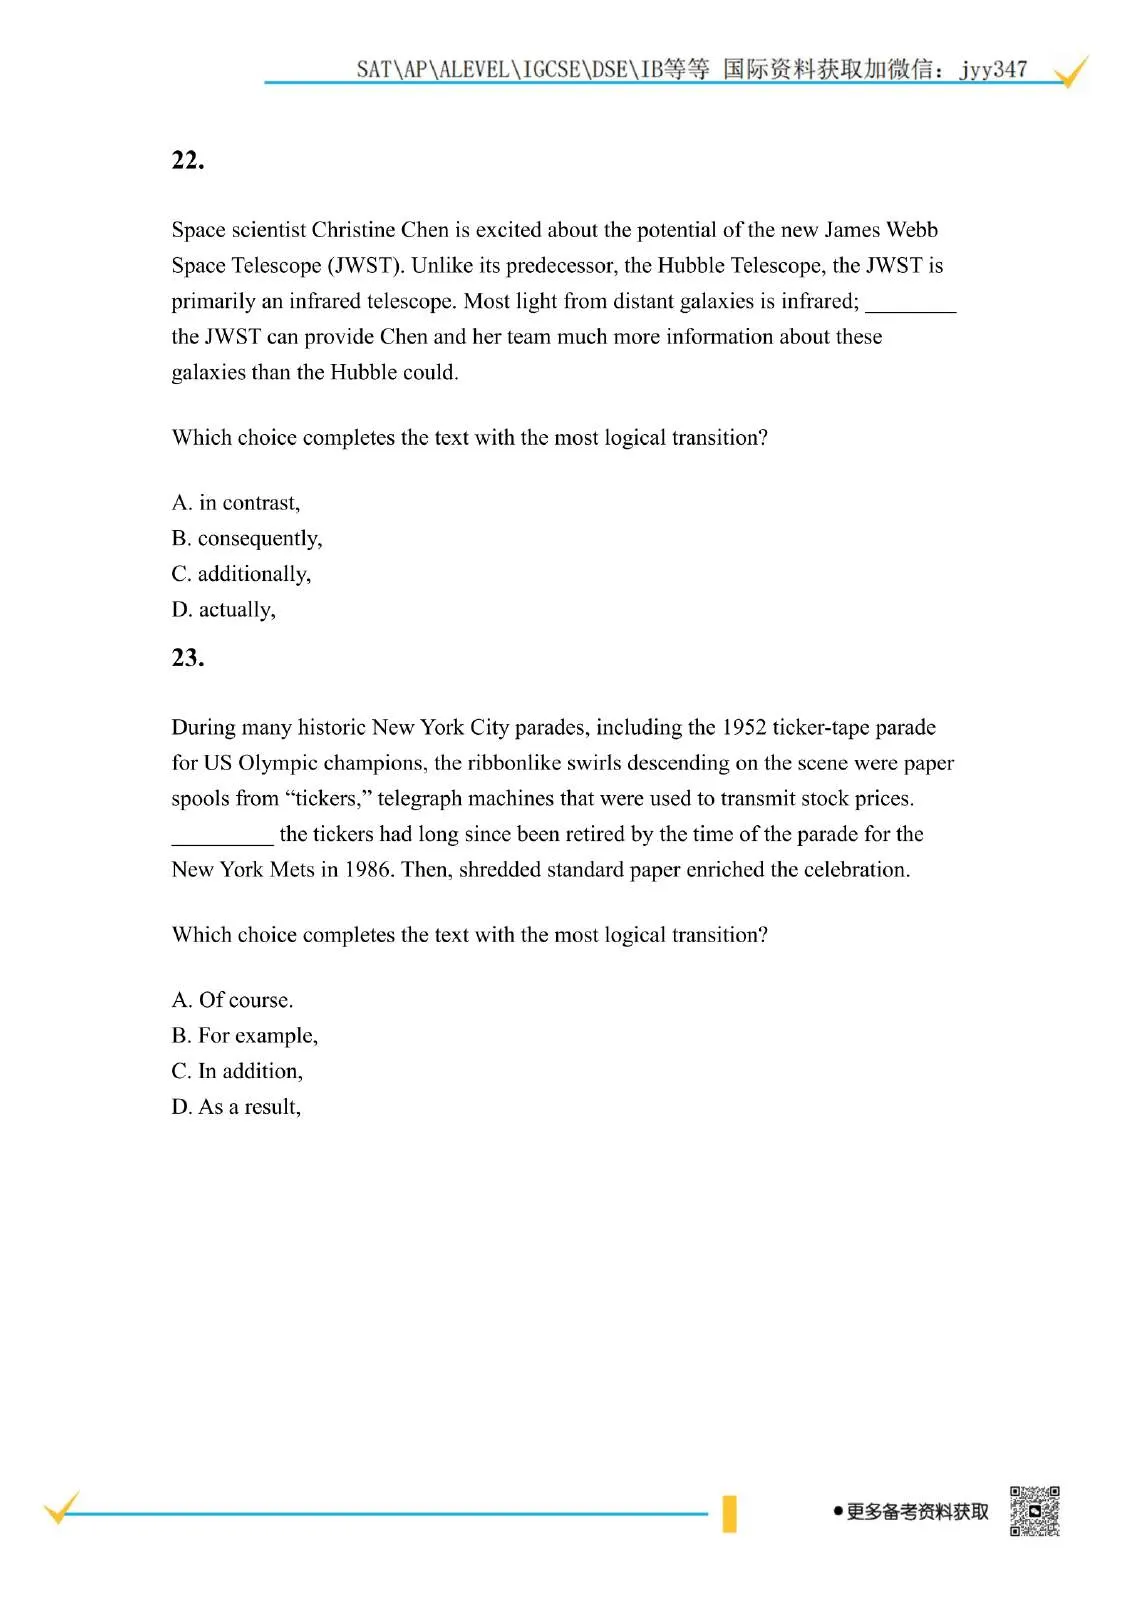 SAT\AP\ALEVEL\IGCSE\DSE\IB等等 国际资料获取加微信：jyy347
22.
Space scientist Christine Chen is excited about the potential of the new James Webb
Space Telescope (JWST). Unlike its predecessor, the Hubble Telescope, the JWST is
primarily an infrared telescope. Most light from distant galaxies is infrared; ________
the JWST can provide Chen and her team much more information about these
galaxies than the Hubble could.
Which choice completes the text with the most logical transition?
A. in contrast,
B. consequently,
C. additionally,
D. actually,
23.
During many historic New York City parades, including the 1952 ticker-tape parade
for US Olympic champions, the ribbonlike swirls descending on the scene were paper
spools from “tickers,” telegraph machines that were used to transmit stock prices.
_________ the tickers had long since been retired by the time of the parade for the
New York Mets in 1986. Then, shredded standard paper enriched the celebration.
Which choice completes the text with the most logical transition?
A. Of course.
B. For example,
C. In addition,
D. As a result,
●更多备考资料获取